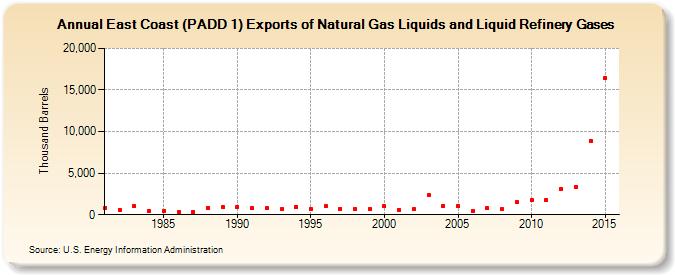 Annual East Coast (PADD 1) Exports of Natural Gas Liquids and Liquid Refinery Gases
Thousand Barrels
20,000
15,000
10,000
5,000
0
1985 1990 1995 2000 2005 2010 2015
Source: U.S. Energy Information Administration